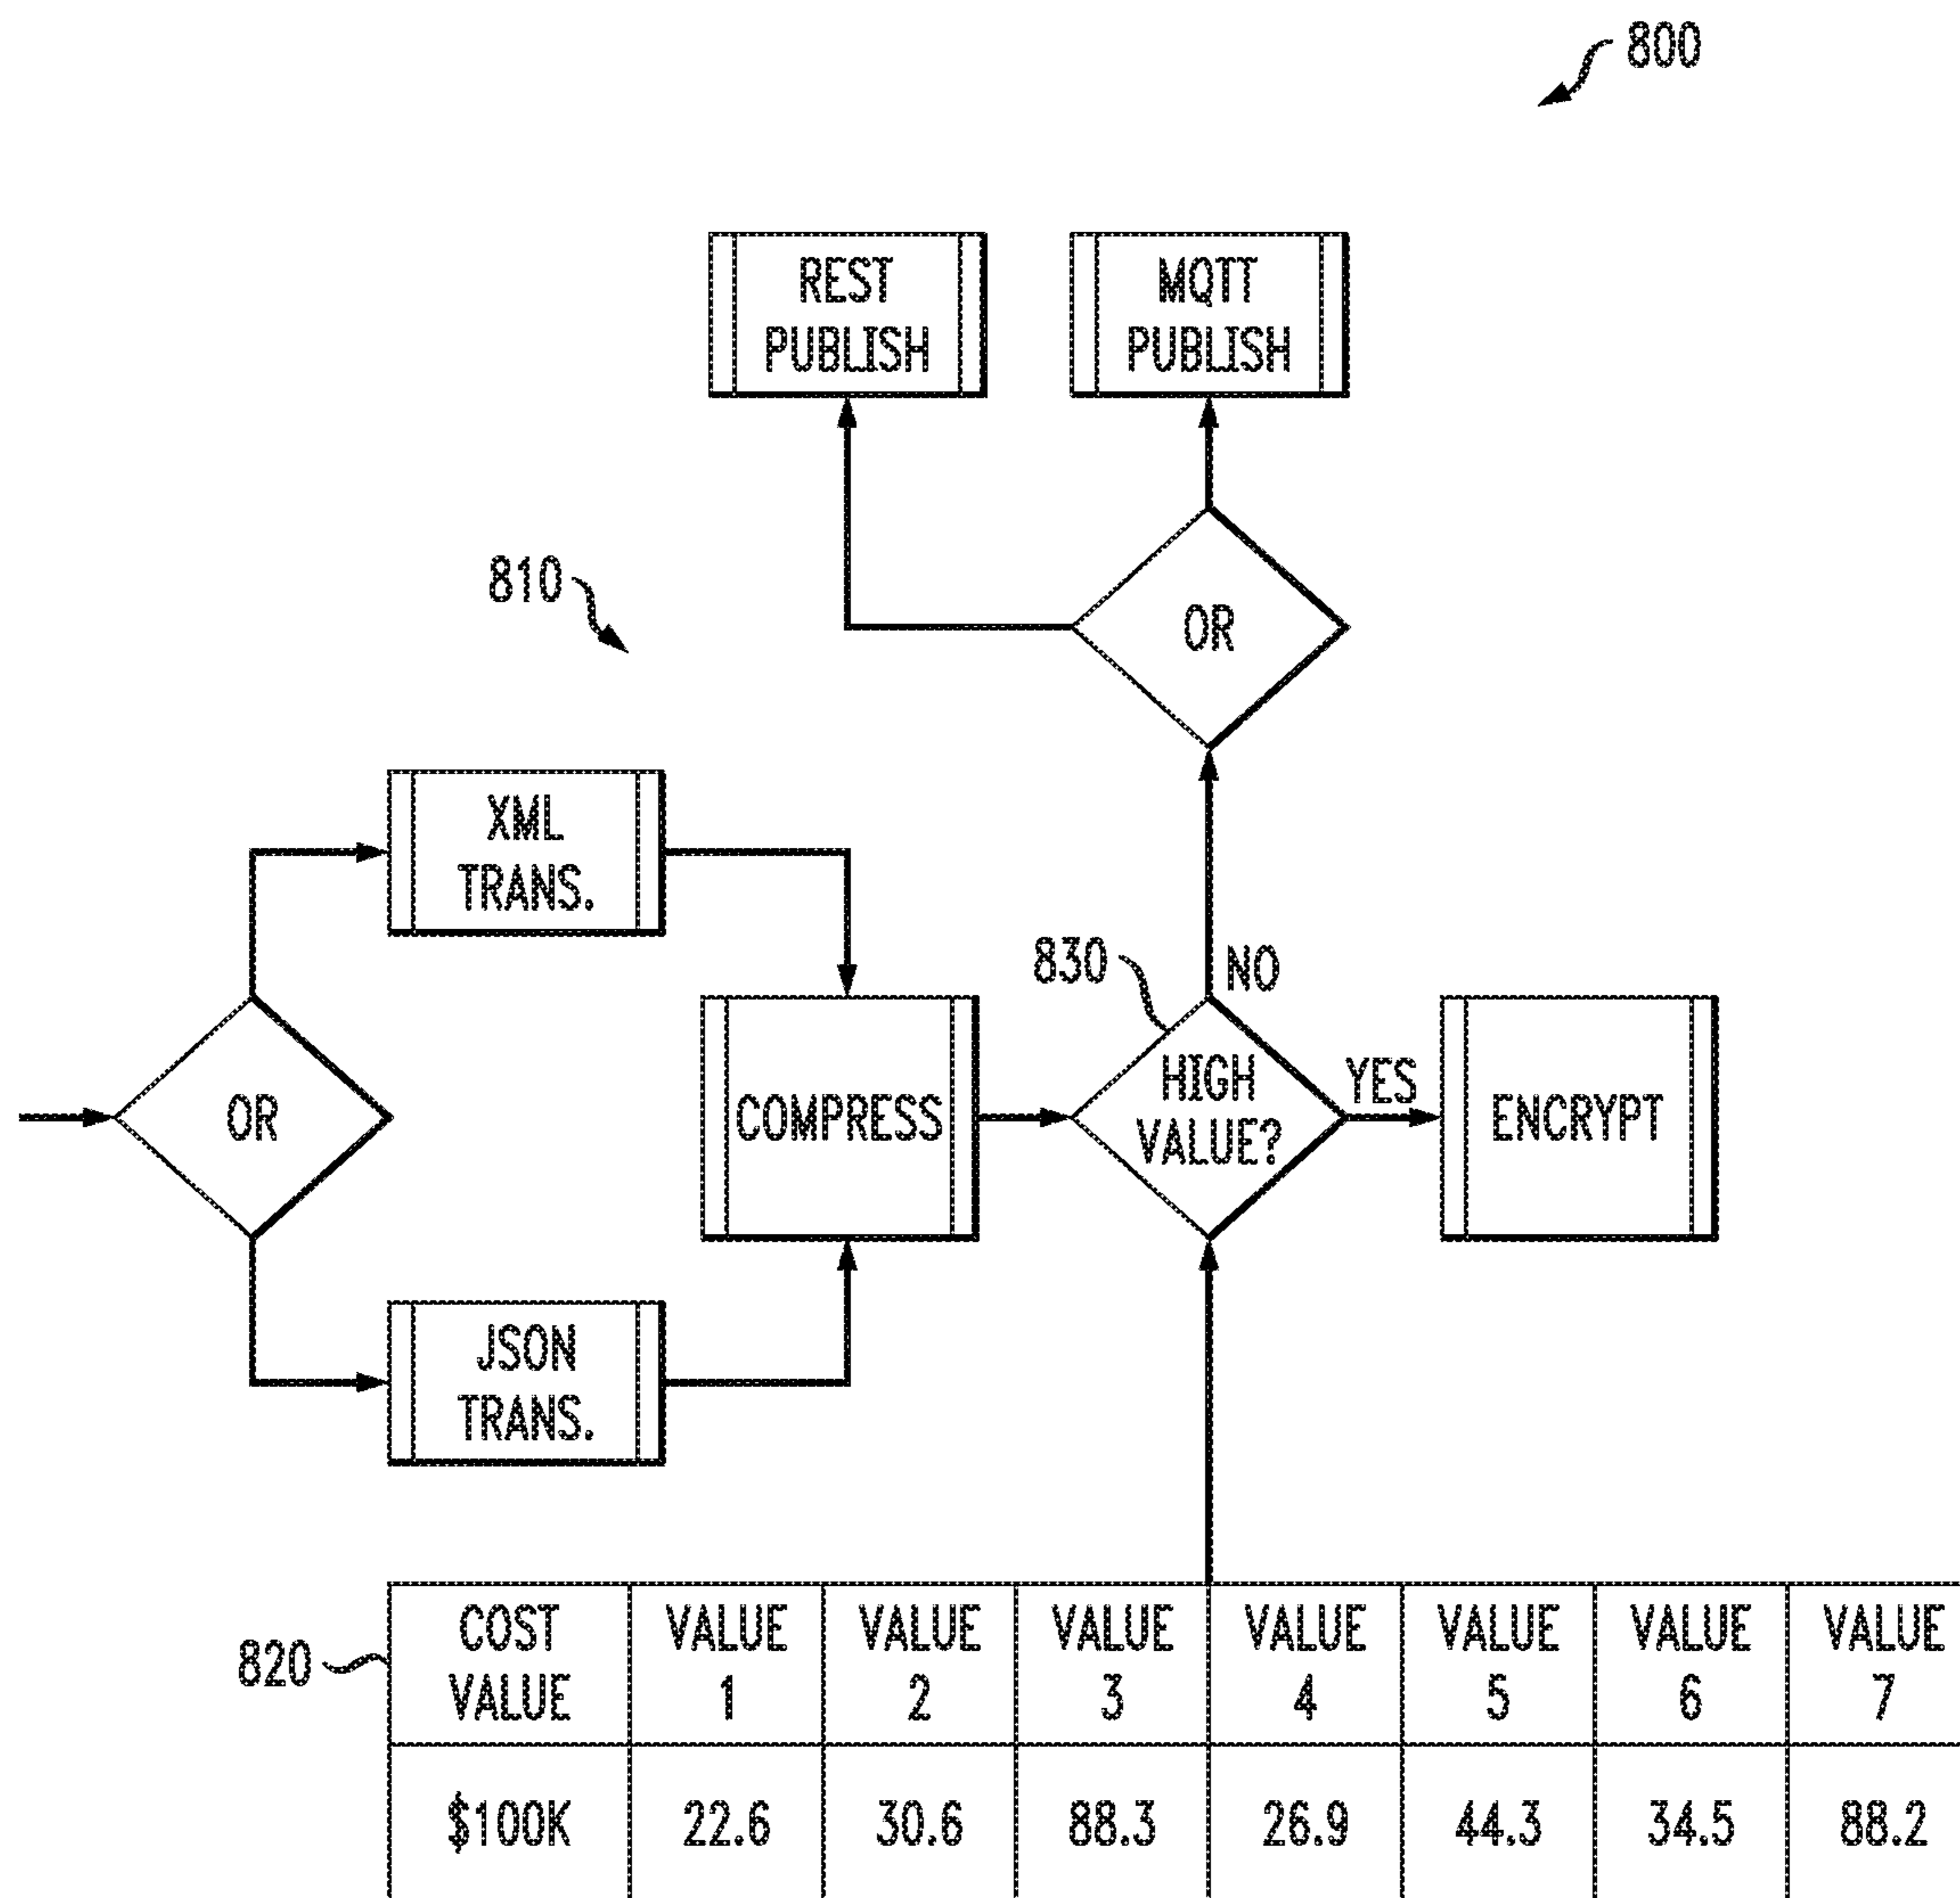 800
REST
PUBLISH
MQTT
PUBLISH
810
OR
XML
TRANS.
830
NO
OR
COMPRESS
HIGH
VALUE?
YES
ENCRYPT
JSON
TRANS.
820
COST
VALUE
VALUE
1
VALUE
2
VALUE
3
VALUE
4
VALUE
5
VALUE
6
VALUE
7
$100K
22.6
30.6
88.3
26.9
44.3
34.5
88.2